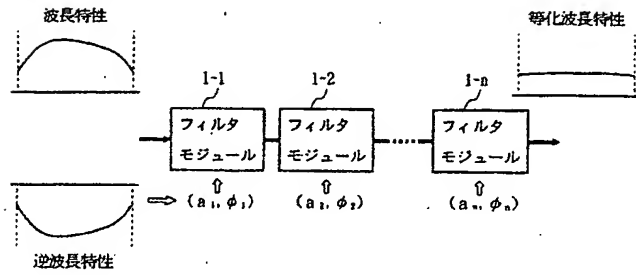 波長特性
等化波長特性
1-1
1-2
1-n
フィルタ
モジュール
フィルタ
モジュール
フィルタ
モジュール
(a₁, φ₁)
(a₂, φ₂)
(aₙ, φₙ)
逆波長特性